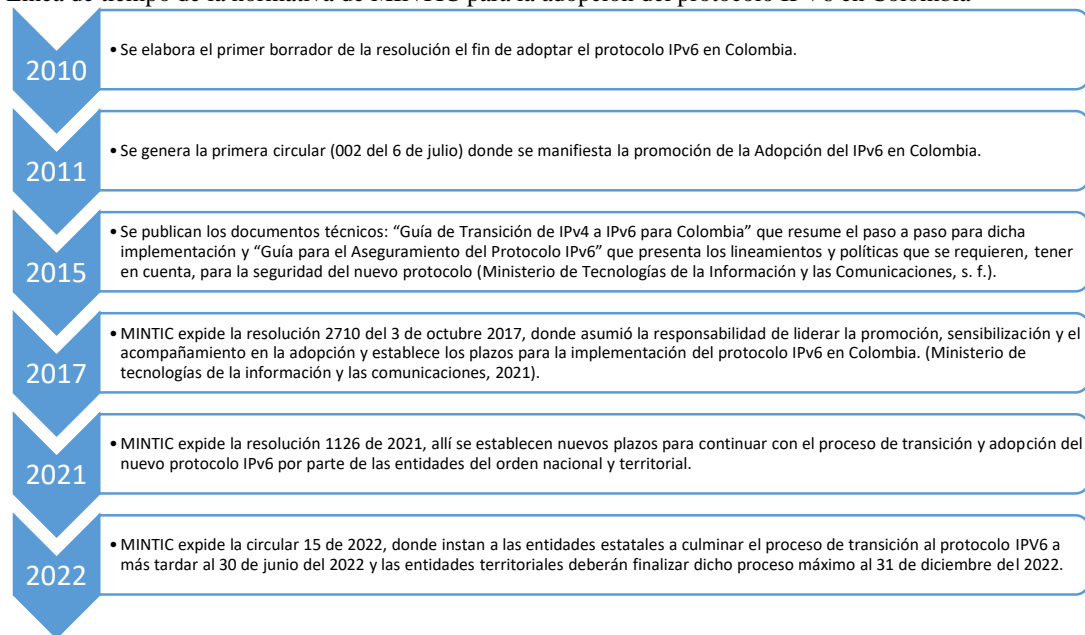 Línea de tiempo de la normativa de MINTIC para la adopción del protocolo IPv6 en Colombia
2010
• Se elabora el primer borrador de la resolución el fin de adoptar el protocolo IPv6 en Colombia.
2011
• Se genera la primera circular (002 del 6 de julio) donde se manifiesta la promoción de la Adopción del IPv6 en Colombia.
2015
• Se publican los documentos técnicos: “Guía de Transición de IPv4 a IPv6 para Colombia” que resume el paso a paso para dicha
implementación y “Guía para el Aseguramiento del Protocolo IPv6” que presenta los lineamientos y políticas que se requieren, tener
en cuenta, para la seguridad del nuevo protocolo (Ministerio de Tecnologías de la Información y las Comunicaciones, s. f.).
2017
• MINTIC expide la resolución 2710 del 3 de octubre 2017, donde asumió la responsabilidad de liderar la promoción, sensibilización y el
acompañamiento en la adopción y establece los plazos para la implementación del protocolo IPv6 en Colombia. (Ministerio de
tecnologías de la información y las comunicaciones, 2021).
2021
• MINTIC expide la resolución 1126 de 2021, allí se establecen nuevos plazos para continuar con el proceso de transición y adopción del
nuevo protocolo IPv6 por parte de las entidades del orden nacional y territorial.
2022
• MINTIC expide la circular 15 de 2022, donde instan a las entidades estatales a culminar el proceso de transición al protocolo IPV6 a
más tardar al 30 de junio del 2022 y las entidades territoriales deberán finalizar dicho proceso máximo al 31 de diciembre del 2022.